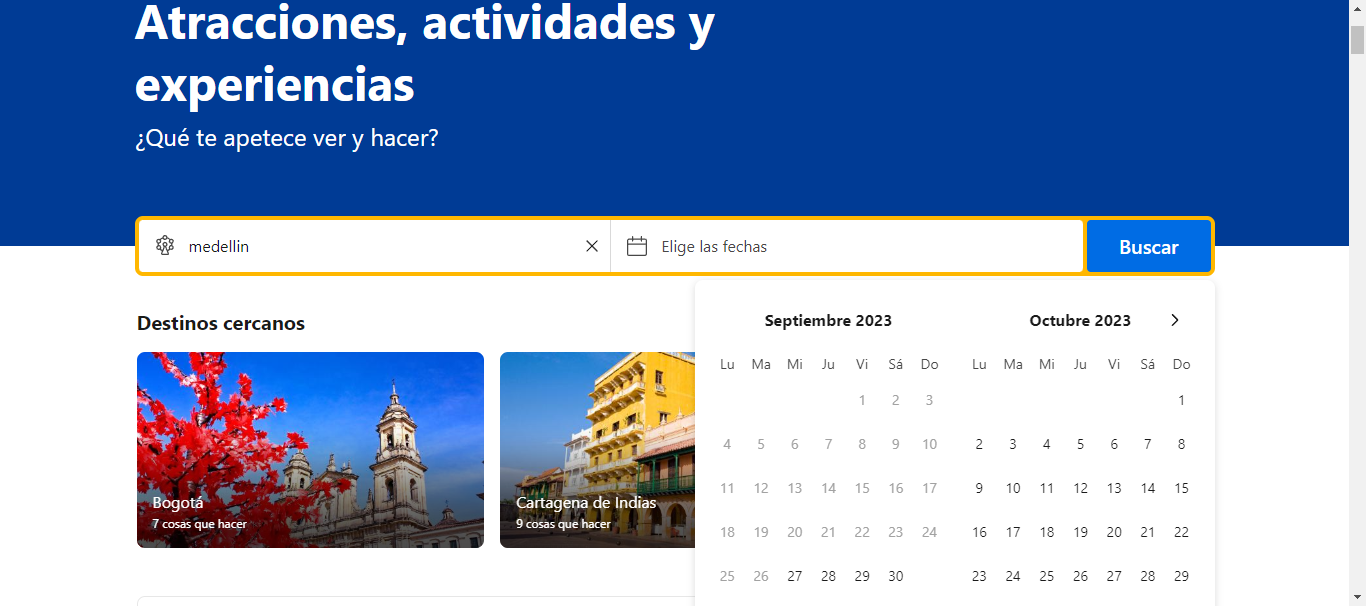 Atracciones, actividades y
experiencias
¿Qué te apetece ver y hacer?
medellin
Elige las fechas
Buscar
Destinos cercanos
Bogotá
7 cosas que hacer
Cartagena de Indias
9 cosas que hacer
Septiembre 2023
Lu Ma Mi Ju Vi Sá Do
1 2 3
4 5 6 7 8 9 10
11 12 13 14 15 16 17
18 19 20 21 22 23 24
25 26 27 28 29 30
Octubre 2023
Lu Ma Mi Ju Vi Sá Do
1
2 3 4 5 6 7 8
9 10 11 12 13 14 15
16 17 18 19 20 21 22
23 24 25 26 27 28 29